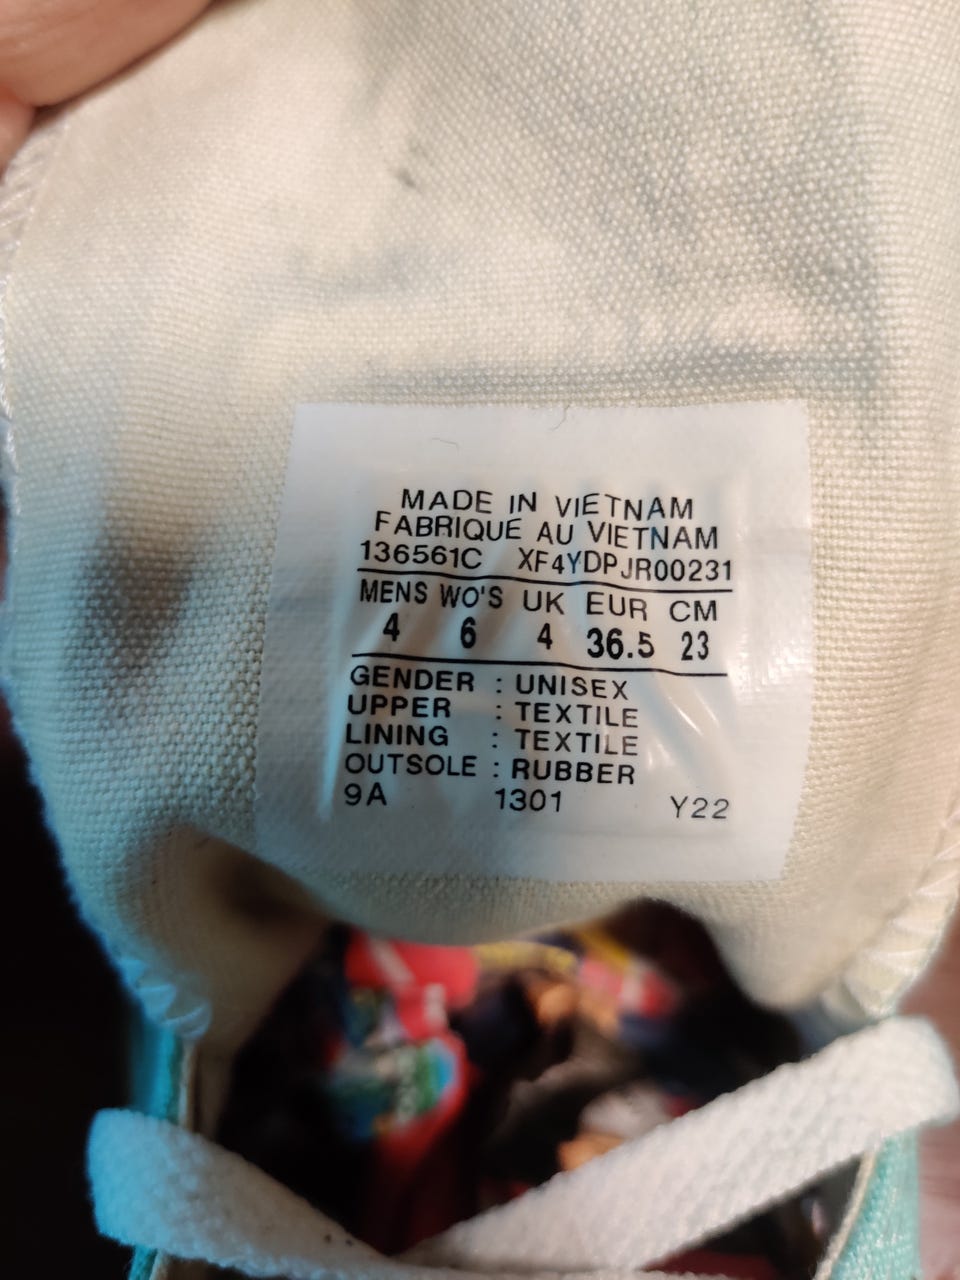 MADE IN VIETNAM
FABRIQUE AU VIETNAM
136561C XF4YDPJR00231
MENS WO'S UK EUR CM
4 6 4 36.5 23
GENDER : UNISEX
UPPER : TEXTILE
LINING : TEXTILE
OUTSOLE : RUBBER
9A 1301 Y22